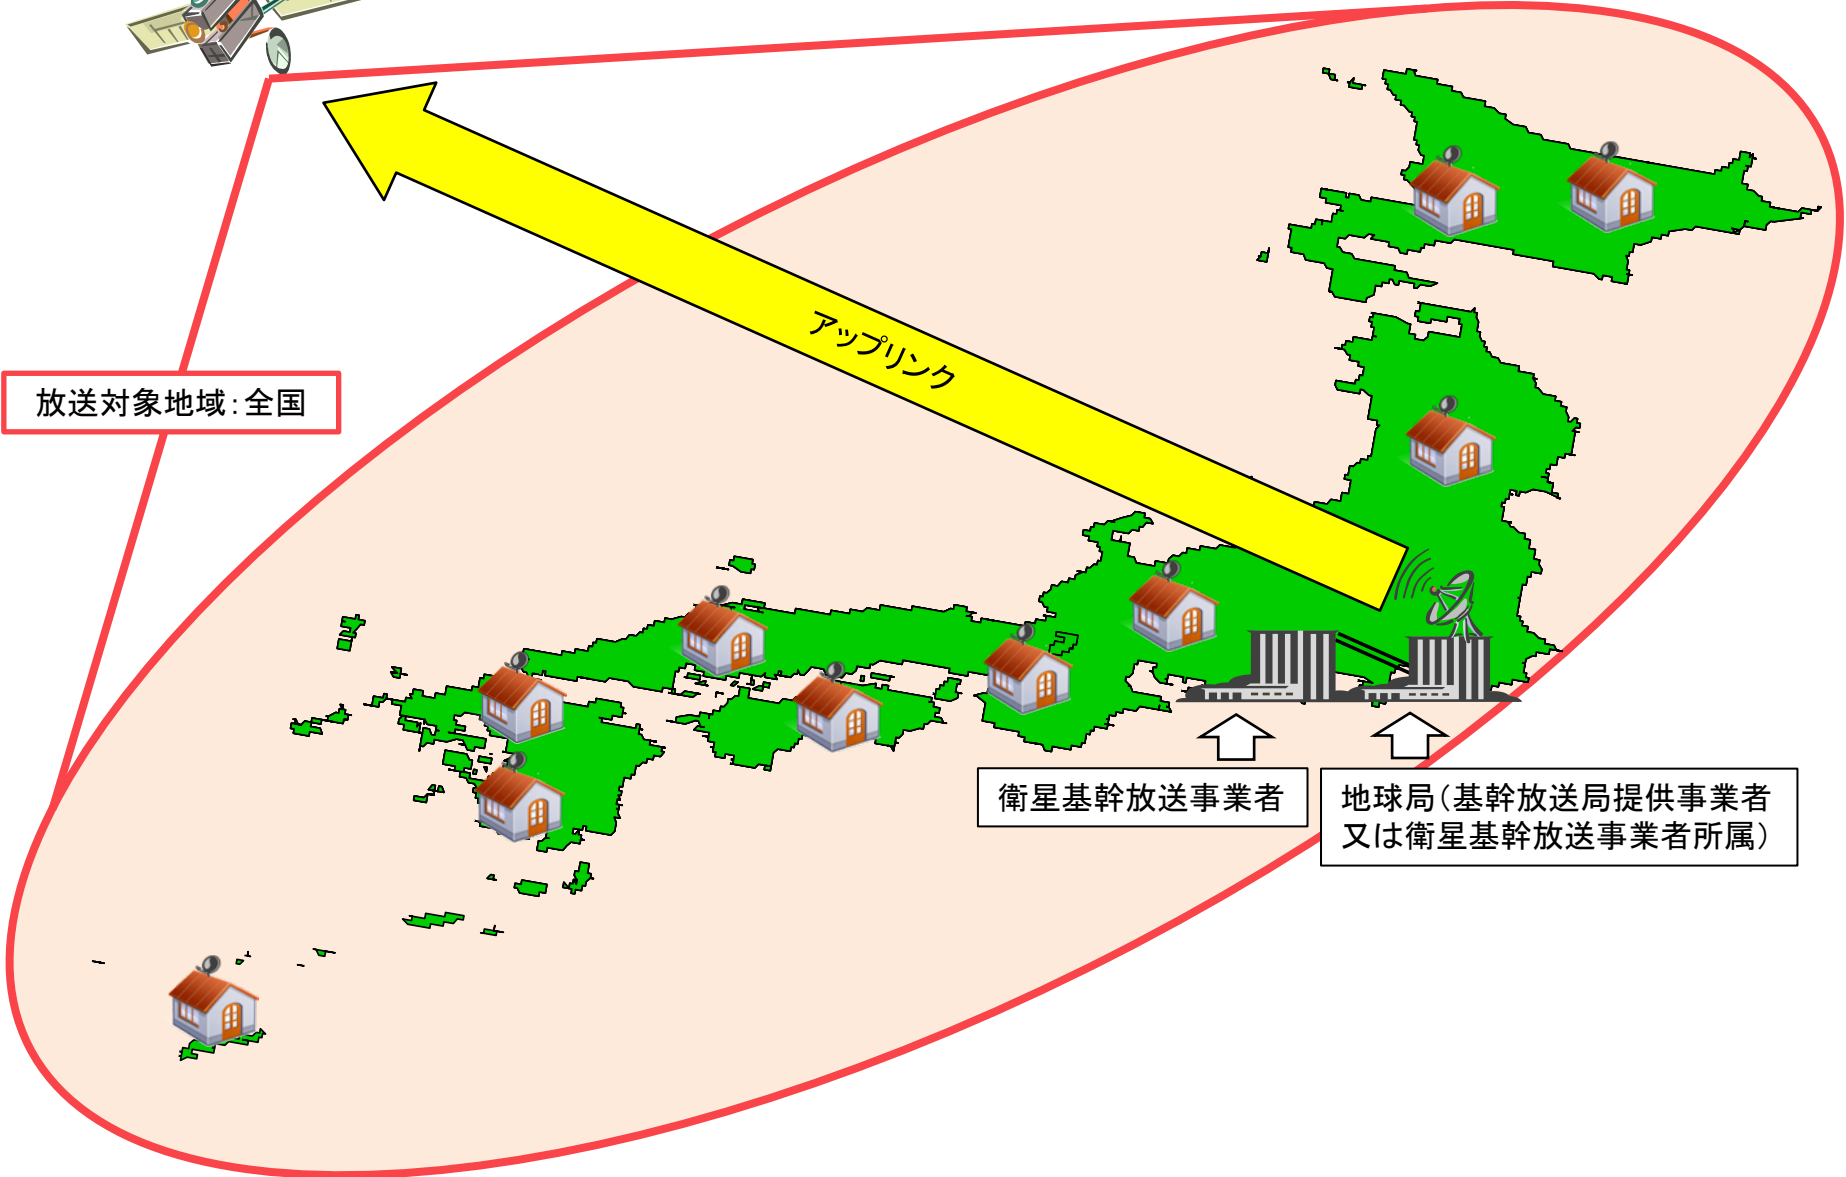 アップリンク
放送対象地域：全国
衛星基幹放送事業者
地球局（基幹放送局提供事業者
又は衛星基幹放送事業者所属）